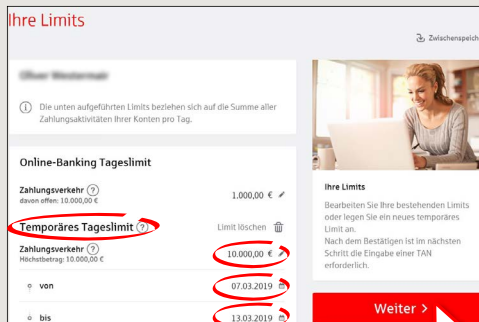 Ihre Limits
Zwischenspeich
Die unten aufgeführten Limits beziehen sich auf die Summe aller
Zahlungsaktivitäten Ihrer Konten pro Tag.
Online-Banking Tageslimit
Zahlungsverkehr ?
davon offen: 10.000,00 €
1.000,00 €
Temporäres Tageslimit ?
Limit löschen
Zahlungsverkehr ?
Höchstbetrag: 10.000,00 €
10.000,00 €
von
07.03.2019
bis
13.03.2019
Ihre Limits
Bearbeiten Sie Ihre bestehenden Limits
oder legen Sie ein neues temporäres
Limit an.
Nach dem Bestätigen ist im nächsten
Schritt die Eingabe einer TAN
erforderlich.
Weiter >